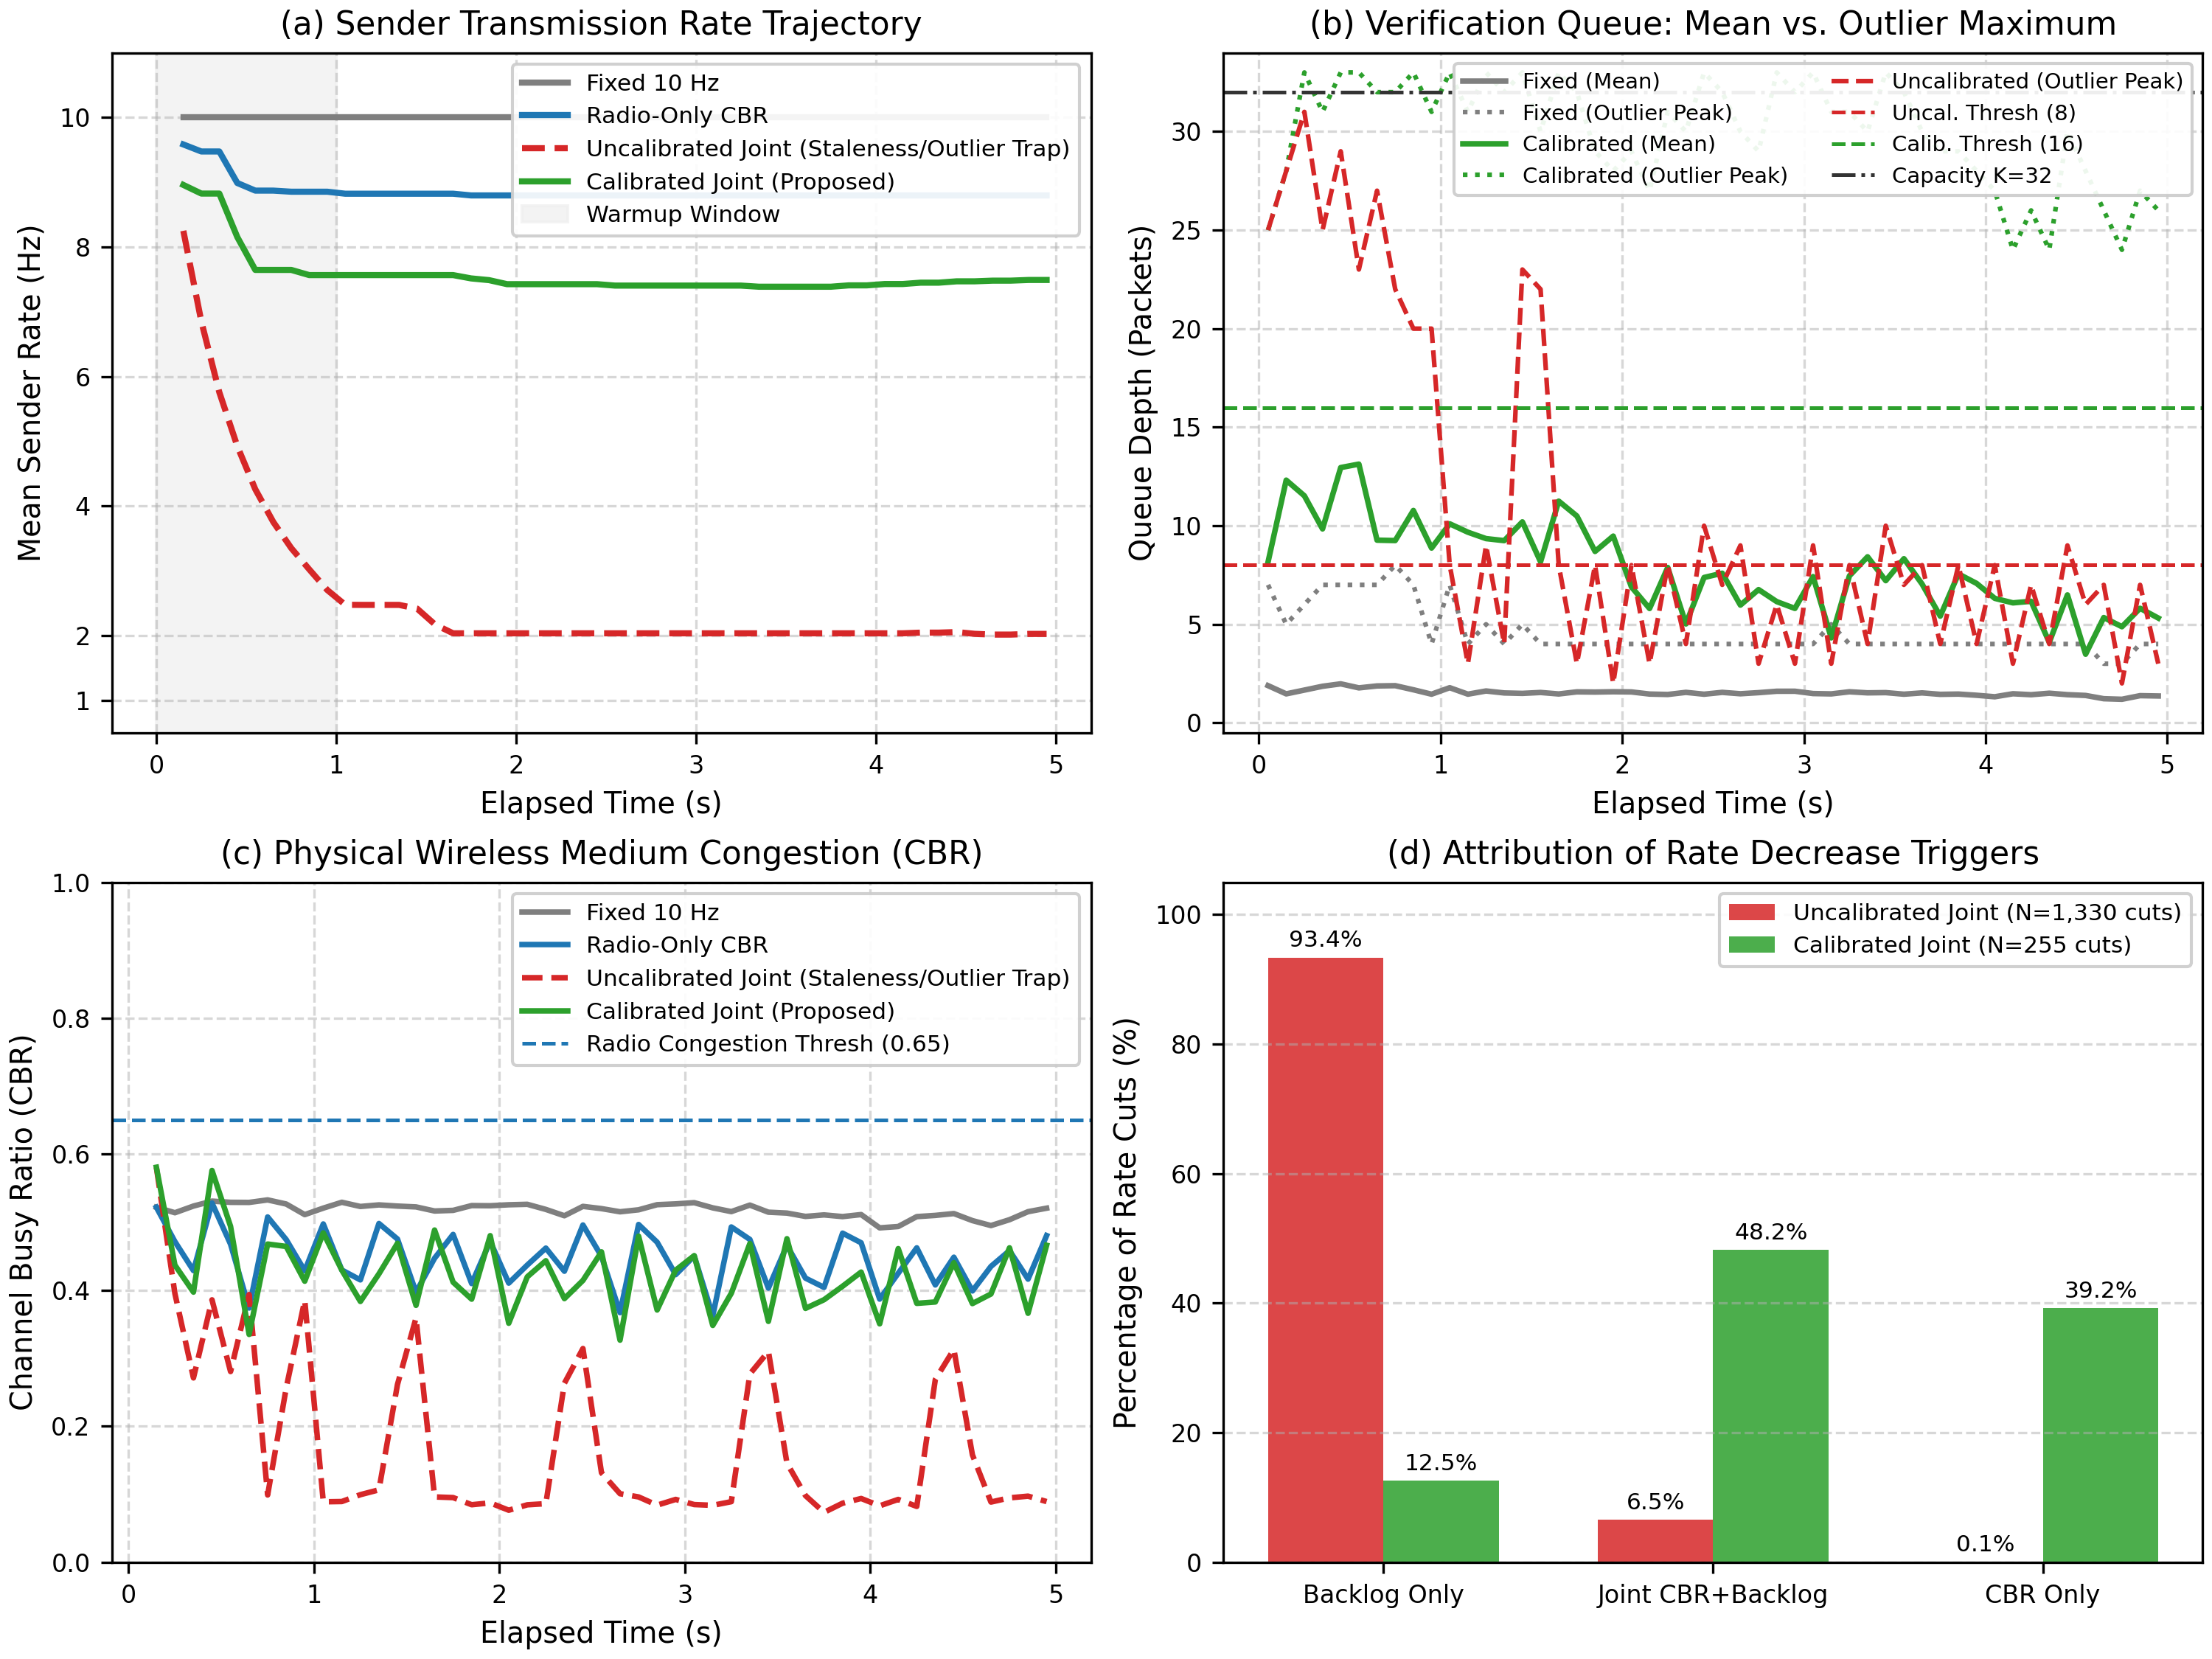 (a) Sender Transmission Rate Trajectory
Mean Sender Rate (Hz)
10
8
6
4
2
1
Fixed 10 Hz
Radio-Only CBR
Uncalibrated Joint (Staleness/Outlier Trap)
Calibrated Joint (Proposed)
Warmup Window
0 1 2 3 4 5
Elapsed Time (s)
(b) Verification Queue: Mean vs. Outlier Maximum
Queue Depth (Packets)
30
25
20
15
10
5
0
Fixed (Mean)
Fixed (Outlier Peak)
Calibrated (Mean)
Calibrated (Outlier Peak)
Uncalibrated (Outlier Peak)
Uncal. Thresh (8)
Calib. Thresh (16)
Capacity K=32
0 1 2 3 4 5
Elapsed Time (s)
(c) Physical Wireless Medium Congestion (CBR)
Channel Busy Ratio (CBR)
1.0
0.8
0.6
0.4
0.2
0.0
Fixed 10 Hz
Radio-Only CBR
Uncalibrated Joint (Staleness/Outlier Trap)
Calibrated Joint (Proposed)
Radio Congestion Thresh (0.65)
0 1 2 3 4 5
Elapsed Time (s)
(d) Attribution of Rate Decrease Triggers
Percentage of Rate Cuts (%)
100
80
60
40
20
0
Uncalibrated Joint (N=1,330 cuts)
Calibrated Joint (N=255 cuts)
93.4%
12.5%
6.5%
48.2%
0.1%
39.2%
Backlog Only
Joint CBR+Backlog
CBR Only